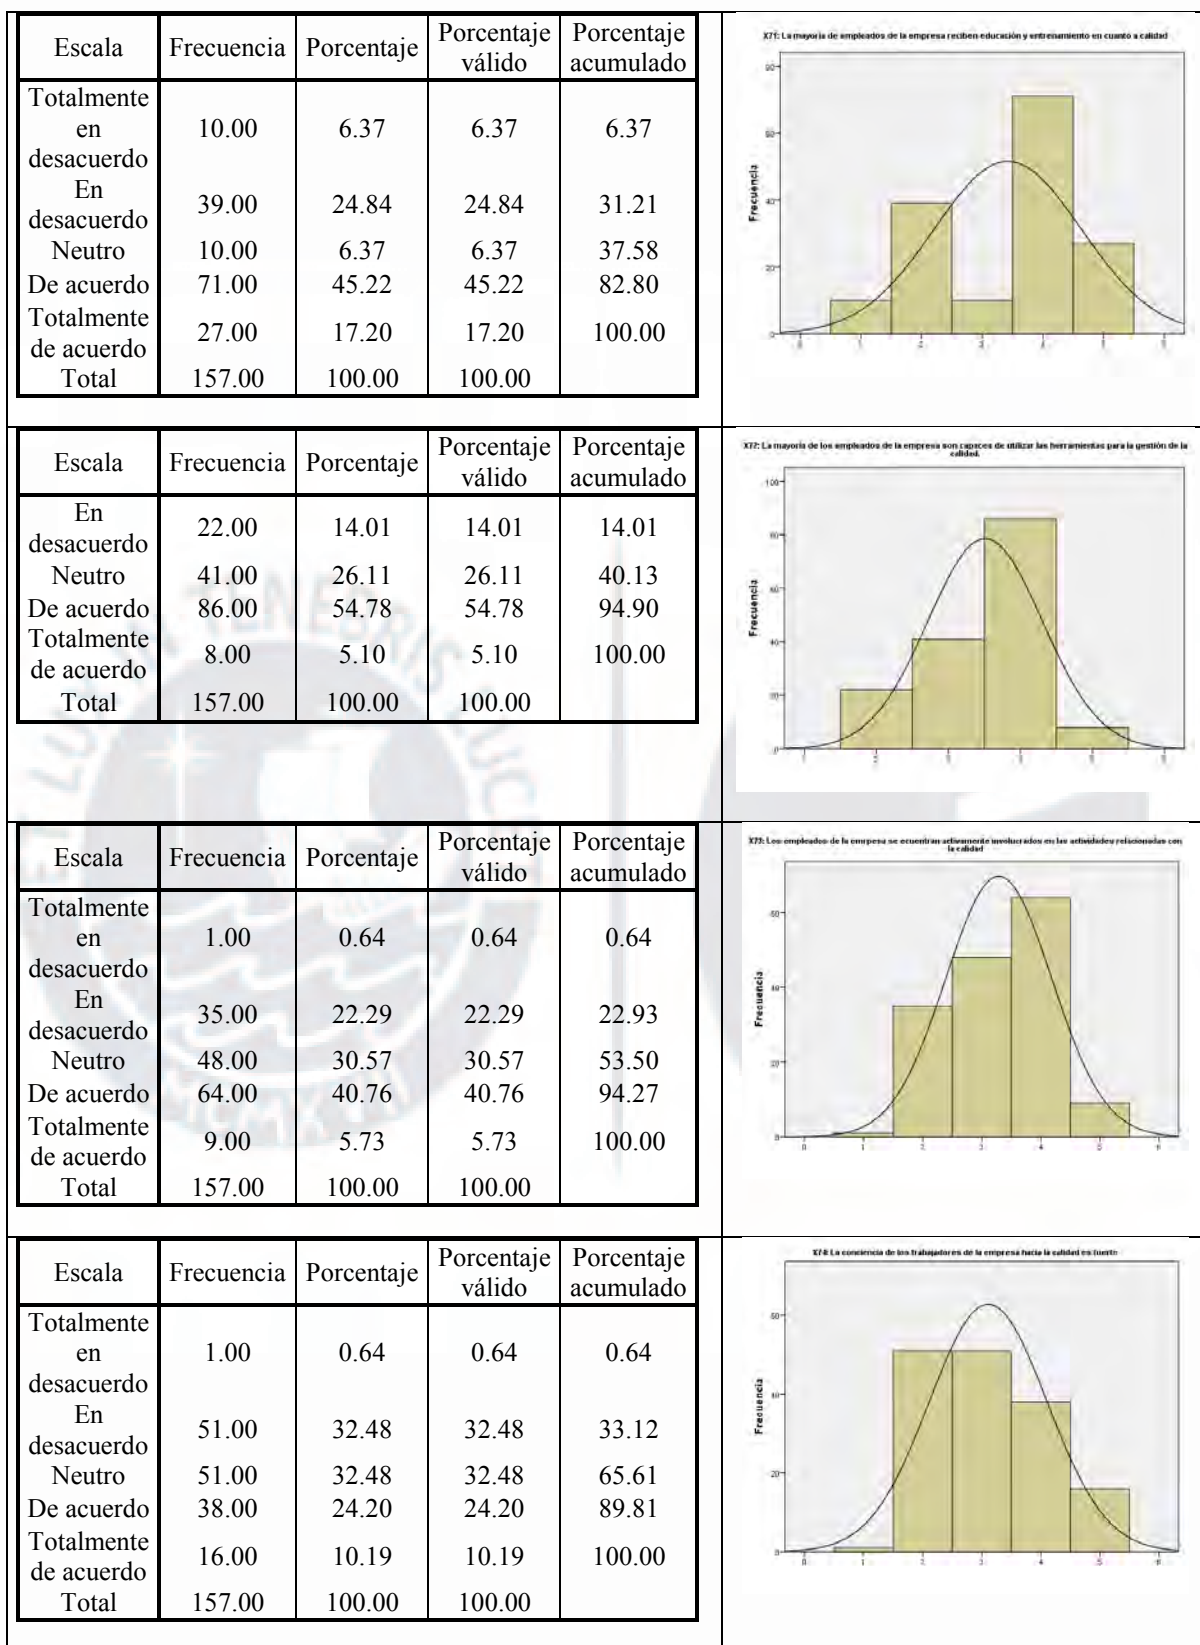 Escala Frecuencia Porcentaje Porcentaje válido Porcentaje acumulado
Totalmente en desacuerdo 10.00 6.37 6.37 6.37
En desacuerdo 39.00 24.84 24.84 31.21
Neutro 10.00 6.37 6.37 37.58
De acuerdo 71.00 45.22 45.22 82.80
Totalmente de acuerdo 27.00 17.20 17.20 100.00
Total 157.00 100.00 100.00
X71: La mayoría de empleados de la empresa reciben educación y entrenamiento en cuanto a calidad
Frecuencia
Escala Frecuencia Porcentaje Porcentaje válido Porcentaje acumulado
En desacuerdo 22.00 14.01 14.01 14.01
Neutro 41.00 26.11 26.11 40.13
De acuerdo 86.00 54.78 54.78 94.90
Totalmente de acuerdo 8.00 5.10 5.10 100.00
Total 157.00 100.00 100.00
X72: La mayoría de los empleados de la empresa son capaces de utilizar las herramientas para la gestión de la
calidad.
Frecuencia
Escala Frecuencia Porcentaje Porcentaje válido Porcentaje acumulado
Totalmente en desacuerdo 1.00 0.64 0.64 0.64
En desacuerdo 35.00 22.29 22.29 22.93
Neutro 48.00 30.57 30.57 53.50
De acuerdo 64.00 40.76 40.76 94.27
Totalmente de acuerdo 9.00 5.73 5.73 100.00
Total 157.00 100.00 100.00
X73: Los empleados de la emrpesa se ecuentran activamente involucrados en las actividades relacionadas con
la calidad
Frecuencia
Escala Frecuencia Porcentaje Porcentaje válido Porcentaje acumulado
Totalmente en desacuerdo 1.00 0.64 0.64 0.64
En desacuerdo 51.00 32.48 32.48 33.12
Neutro 51.00 32.48 32.48 65.61
De acuerdo 38.00 24.20 24.20 89.81
Totalmente de acuerdo 16.00 10.19 10.19 100.00
Total 157.00 100.00 100.00
La conciencia de los trabajadores de la empresa hacia la calidad es fuerte
Frecuencia
ET LUX IN TENEBRIS LUCET
MCMXVII